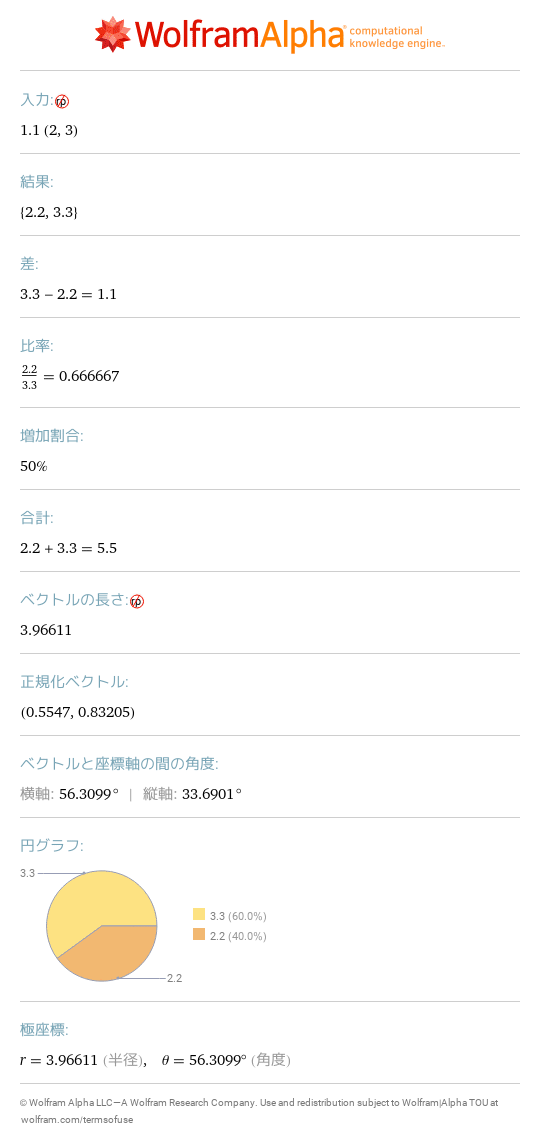 WolframAlpha computational
knowledge engine.
入力:
1.1 (2, 3)
結果:
{2.2, 3.3}
差:
3.3 − 2.2 = 1.1
比率:
2.2
3.3
= 0.666667
増加割合:
50%
合計:
2.2 + 3.3 = 5.5
ベクトルの長さ:
3.96611
正規化ベクトル:
(0.5547, 0.83205)
ベクトルと座標軸の間の角度:
横軸: 56.3099° | 縦軸: 33.6901°
円グラフ:
3.3
3.3 (60.0%)
2.2 (40.0%)
2.2
極座標:
r = 3.96611 (半径), θ = 56.3099° (角度)
© Wolfram Alpha LLC—A Wolfram Research Company. Use and redistribution subject to Wolfram|Alpha TOU at
wolfram.com/termsofuse